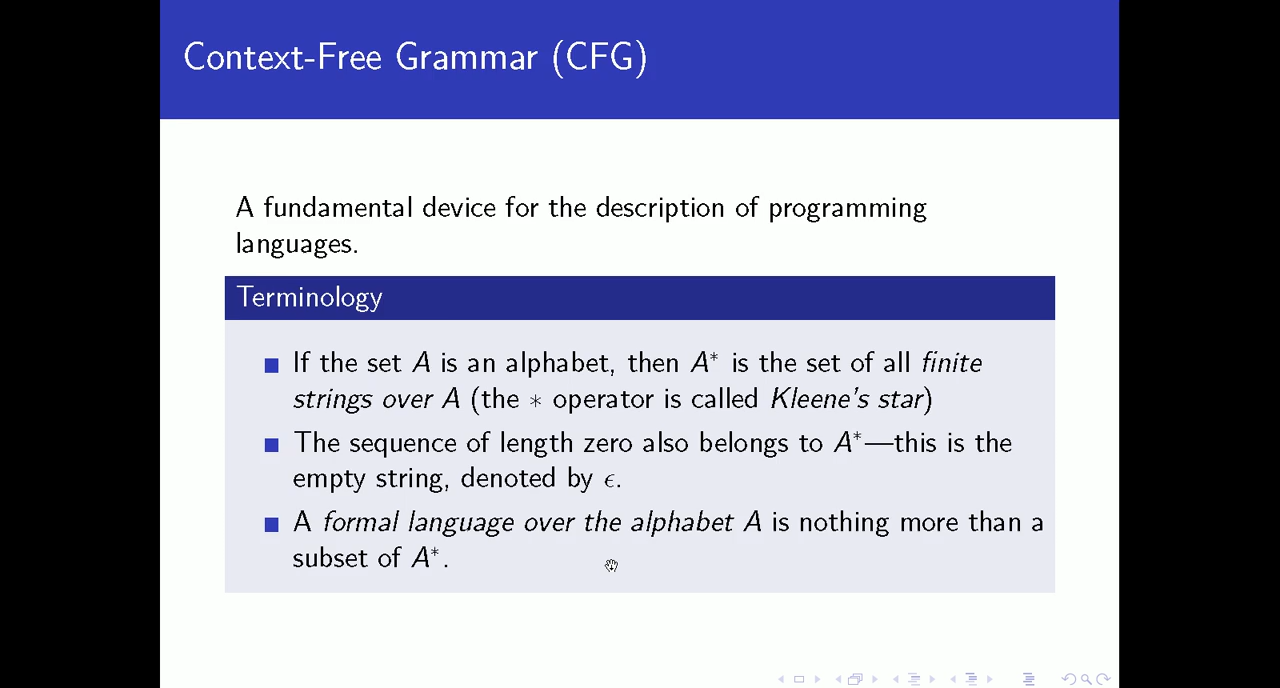 Context-Free Grammar (CFG)
A fundamental device for the description of programming
languages.
Terminology
If the set A is an alphabet, then A* is the set of all finite
strings over A (the * operator is called Kleene's star)
The sequence of length zero also belongs to A*—this is the
empty string, denoted by ϵ.
A formal language over the alphabet A is nothing more than a
subset of A*.